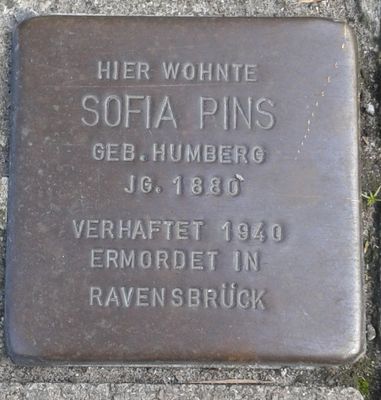 HIER WOHNTE
SOFIA PINS
GEB. HUMBERG
JG. 1880
VERHAFTET 1940
ERMORDET IN
RAVENSBRÜCK